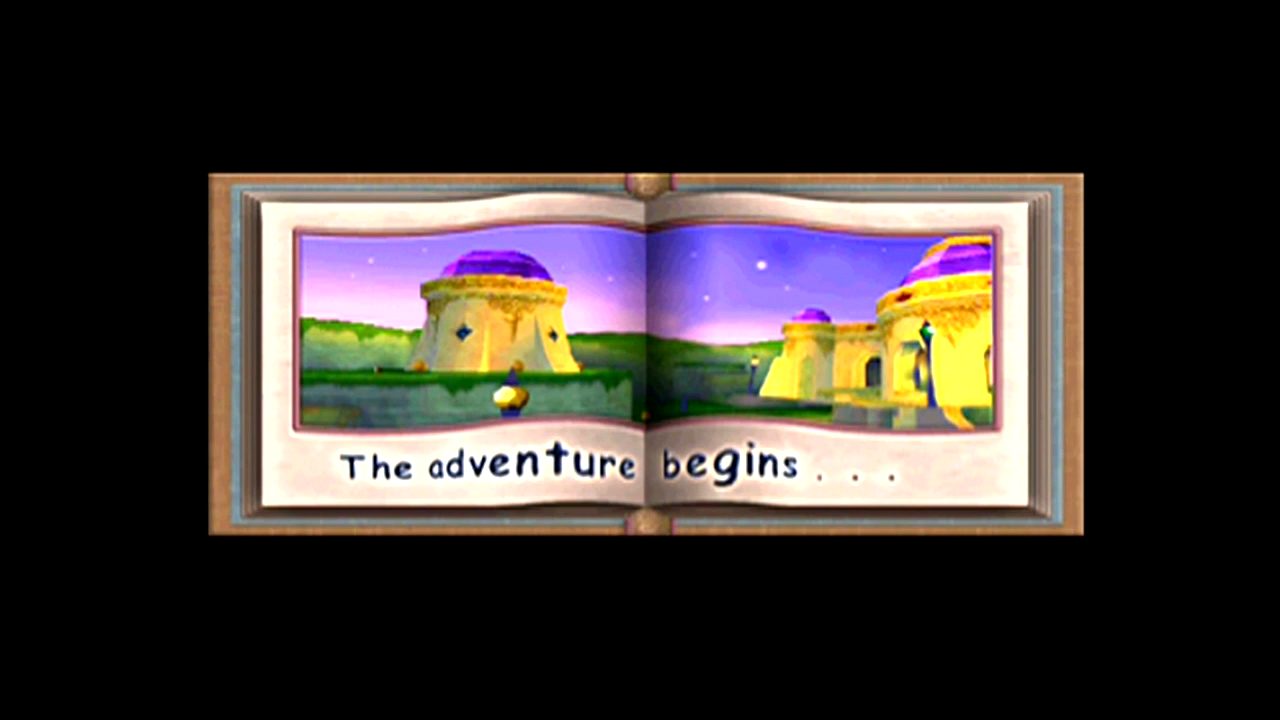 The adventure begins . . .